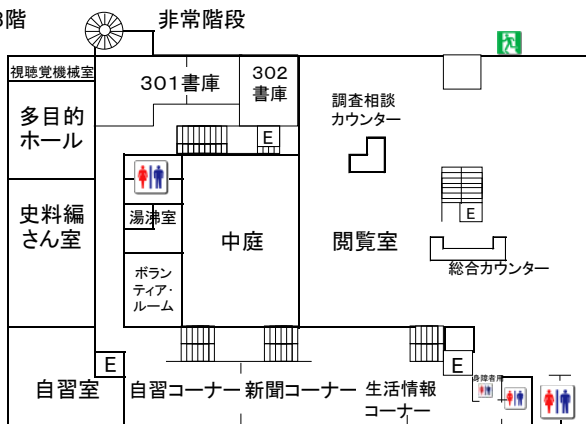 3階
非常階段
視聴覚機械室
301書庫
302
書庫
多目的
ホール
調査相談
カウンター
E
史料編
さん室
湯沸室
中庭
閲覧室
E
総合カウンター
ボラン
ティア・
ルーム
E
E
身障者用
自習室
自習コーナー
新聞コーナー
生活情報
コーナー